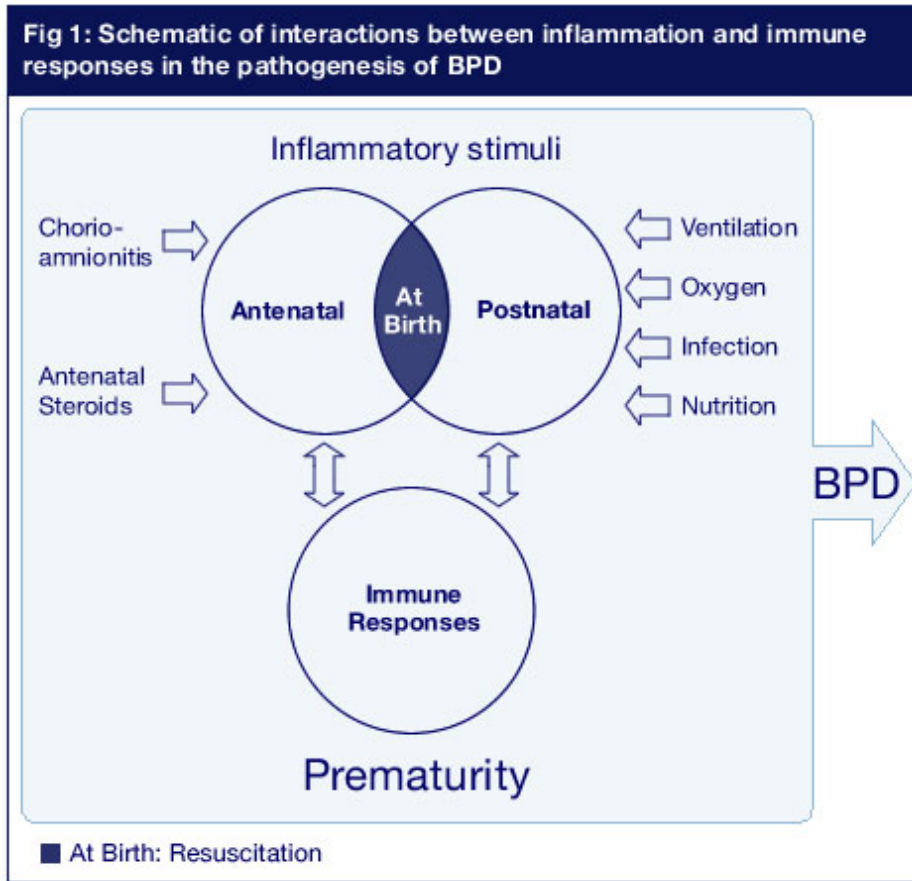 Fig 1: Schematic of interactions between inflammation and immune
responses in the pathogenesis of BPD
Inflammatory stimuli
Chorio-
amnionitis
Antenatal
Steroids
Antenatal
At
Birth
Postnatal
Ventilation
Oxygen
Infection
Nutrition
BPD
Immune
Responses
Prematurity
At Birth: Resuscitation